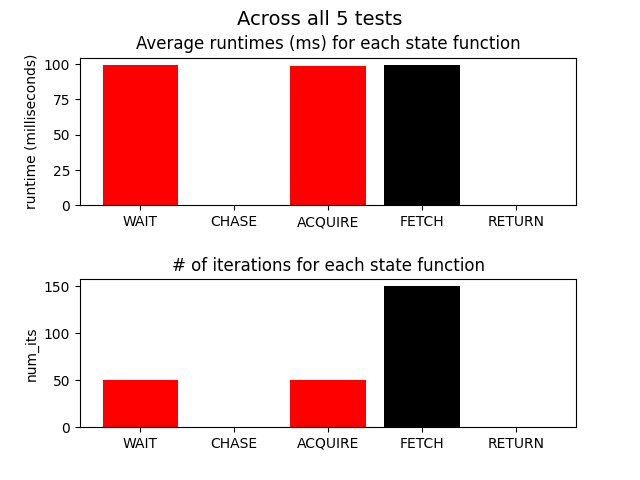 Across all 5 tests
Average runtimes (ms) for each state function
runtime (milliseconds)
100
75
50
25
0
WAIT CHASE ACQUIRE FETCH RETURN
# of iterations for each state function
num_its
150
100
50
0
WAIT CHASE ACQUIRE FETCH RETURN